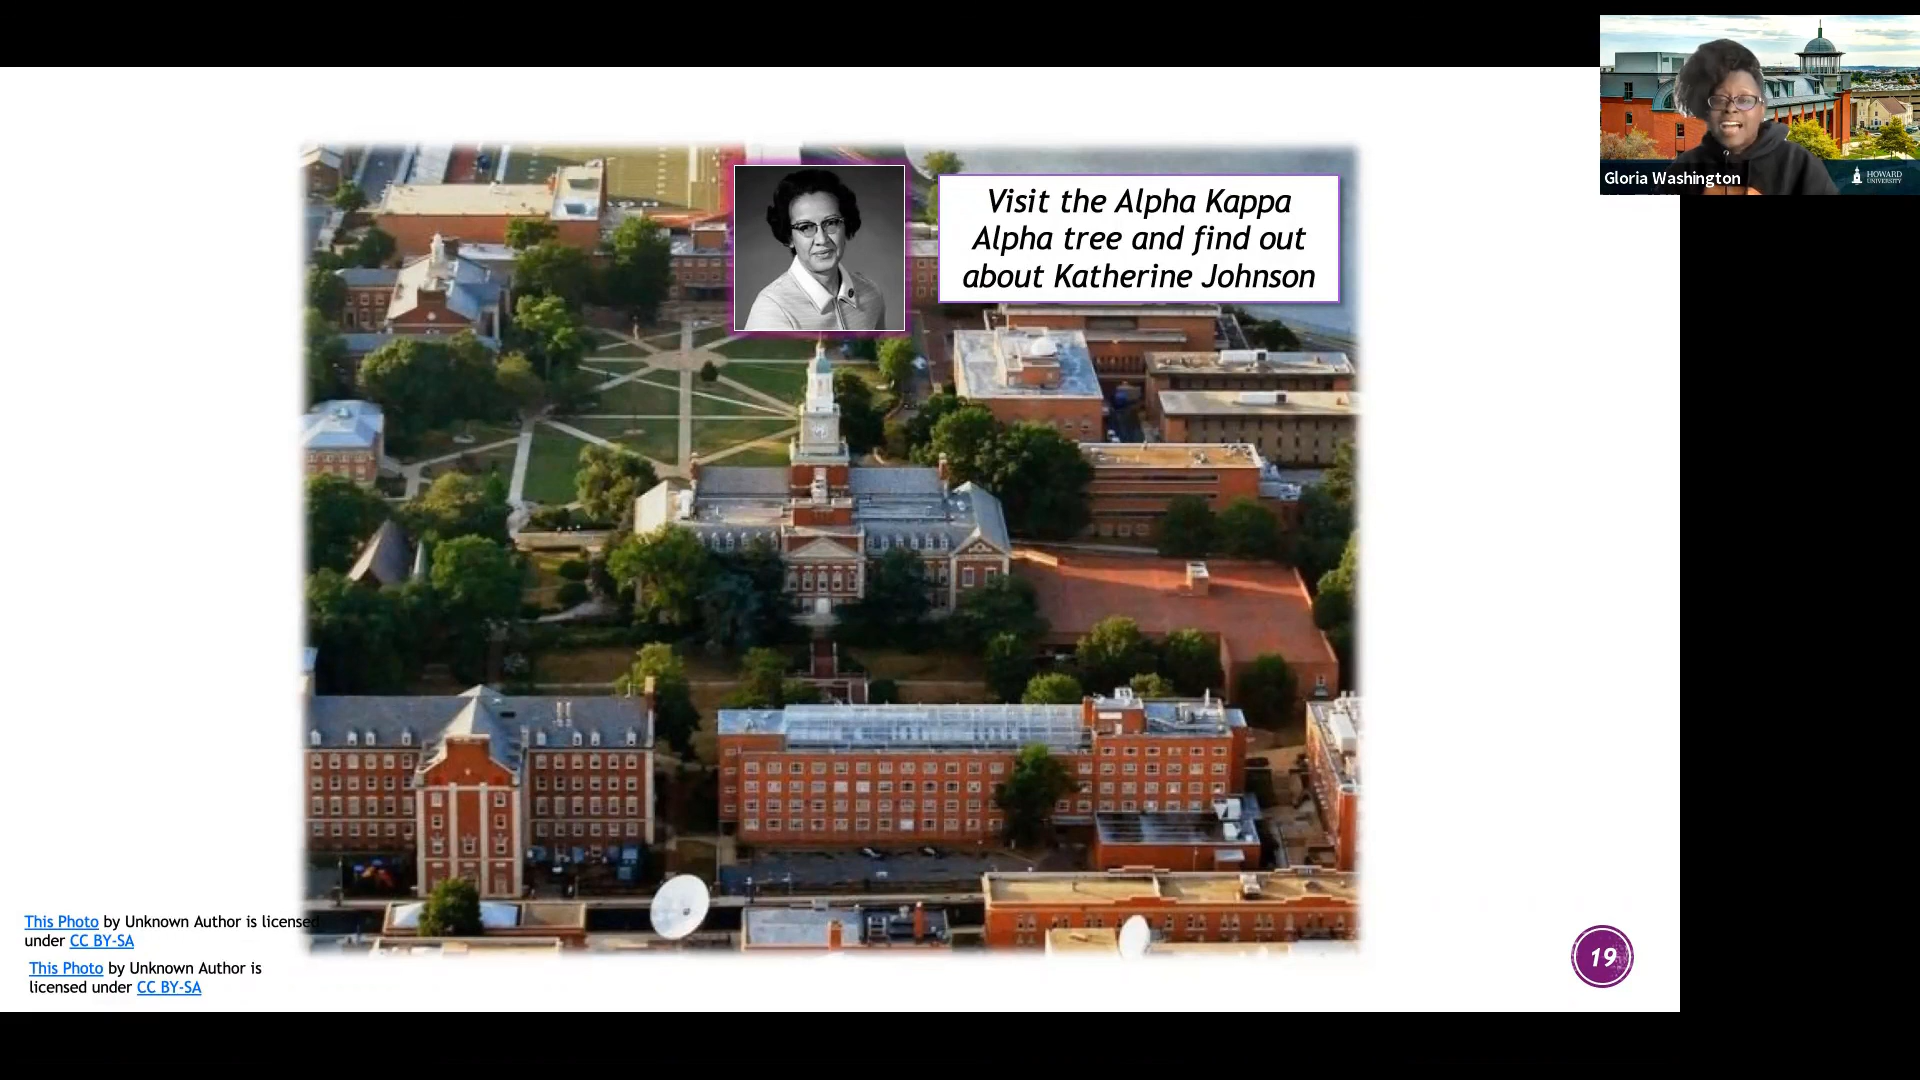 Gloria Washington
HOWARD
UNIVERSITY
Visit the Alpha Kappa
Alpha tree and find out
about Katherine Johnson
This Photo by Unknown Author is licensed
under CC BY-SA
This Photo by Unknown Author is
licensed under CC BY-SA
19